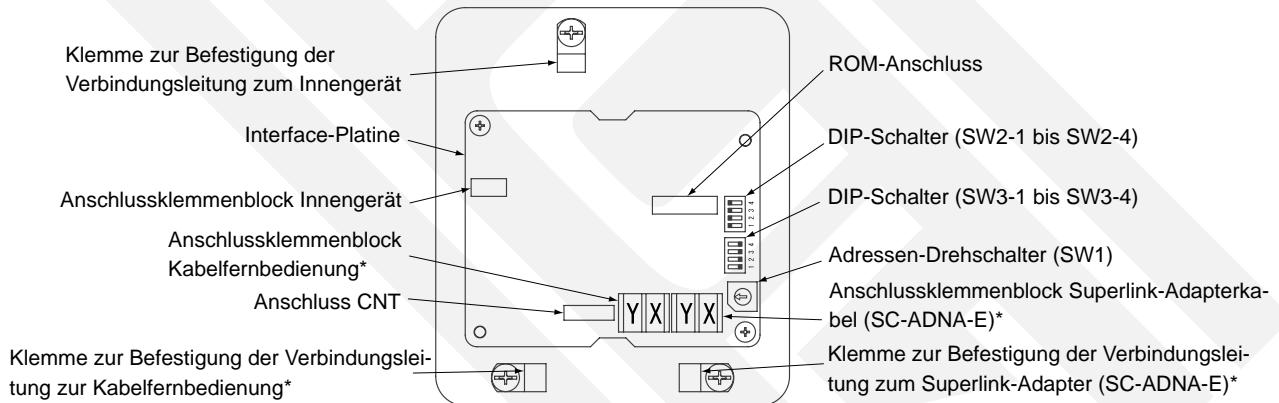 Klemme zur Befestigung der
Verbindungsleitung zum Innengerät
Interface-Platine
Anschlussklemmenblock Innengerät
Anschlussklemmenblock
Kabelfernbedienung*
Anschluss CNT
Klemme zur Befestigung der Verbindungslei-
tung zur Kabelfernbedienung*
ROM-Anschluss
DIP-Schalter (SW2-1 bis SW2-4)
DIP-Schalter (SW3-1 bis SW3-4)
Adressen-Drehschalter (SW1)
Anschlussklemmenblock Superlink-Adapterka-
bel (SC-ADNA-E)*
Klemme zur Befestigung der Verbindungslei-
tung zum Superlink-Adapter (SC-ADNA-E)*
1 2 3 4
1 2 3 4
Y X Y X